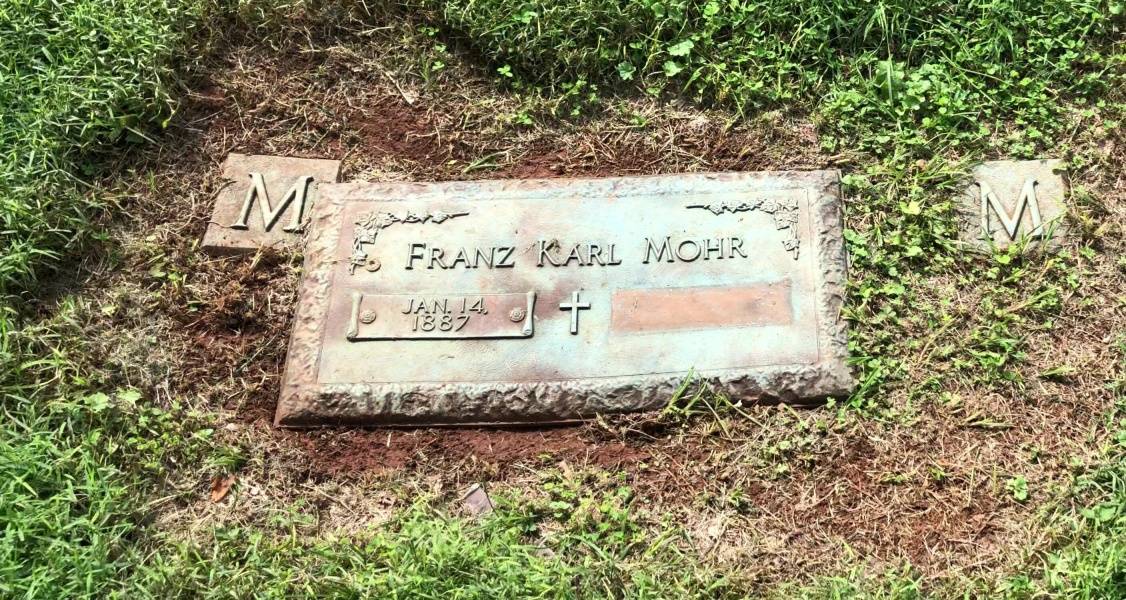 M
M
FRANZ KARL MOHR
JAN. 14,
1887